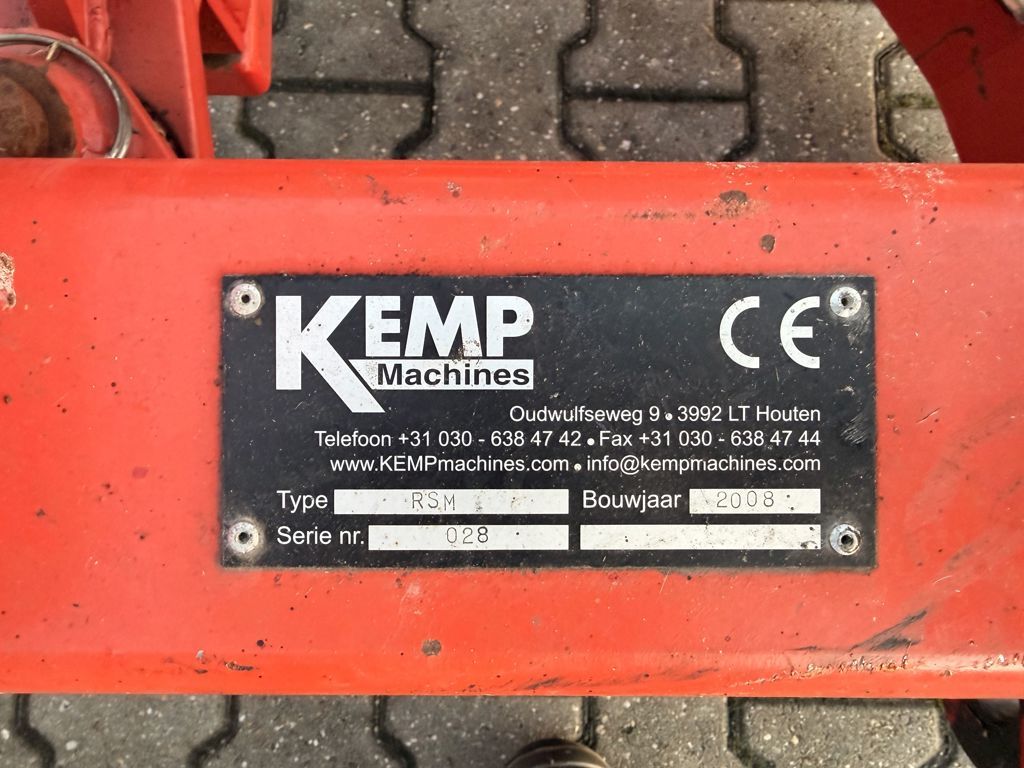 KEMP
Machines
CE
Oudwulfseweg 9 • 3992 LT Houten
Telefoon +31 030 - 638 47 42 • Fax +31 030 - 638 47 44
www.KEMPmachines.com • info@kempmachines.com
Type RSM Bouwjaar 2008
Serie nr. 028